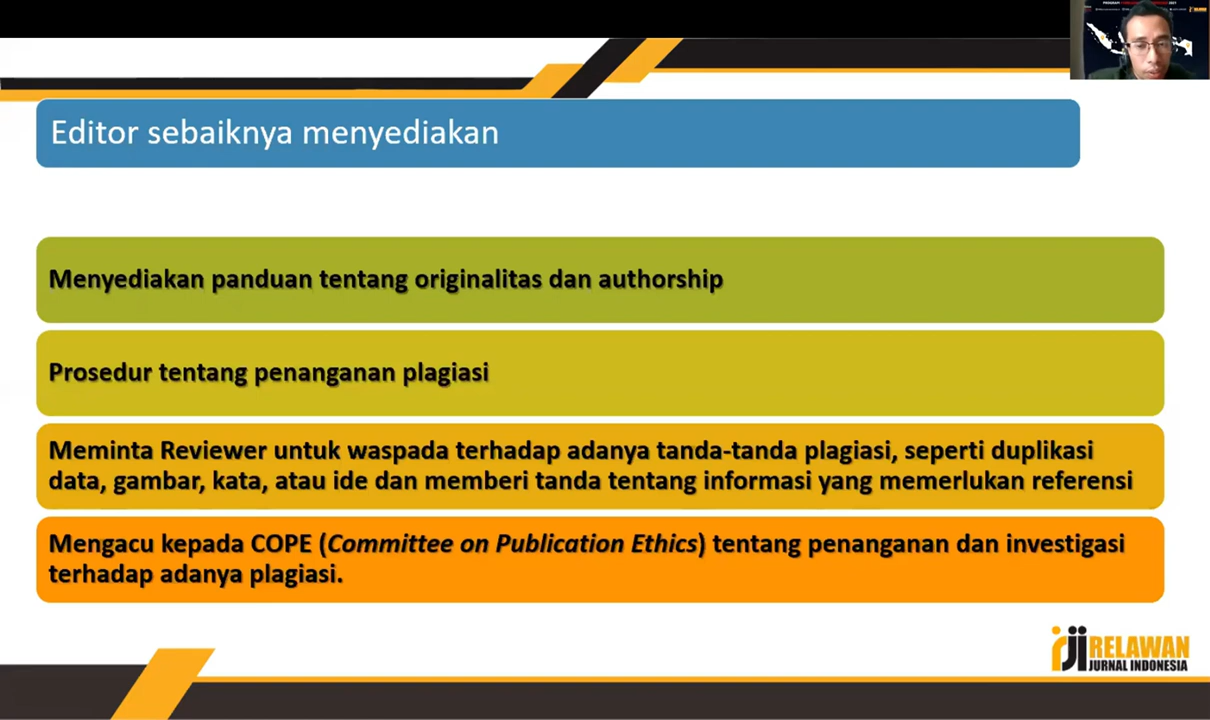 Editor sebaiknya menyediakan
Menyediakan panduan tentang originalitas dan authorship
Prosedur tentang penanganan plagiasi
Meminta Reviewer untuk waspada terhadap adanya tanda-tanda plagiasi, seperti duplikasi
data, gambar, kata, atau ide dan memberi tanda tentang informasi yang memerlukan referensi
Mengacu kepada COPE (Committee on Publication Ethics) tentang penanganan dan investigasi
terhadap adanya plagiasi.
rji RELAWAN
JURNAL INDONESIA